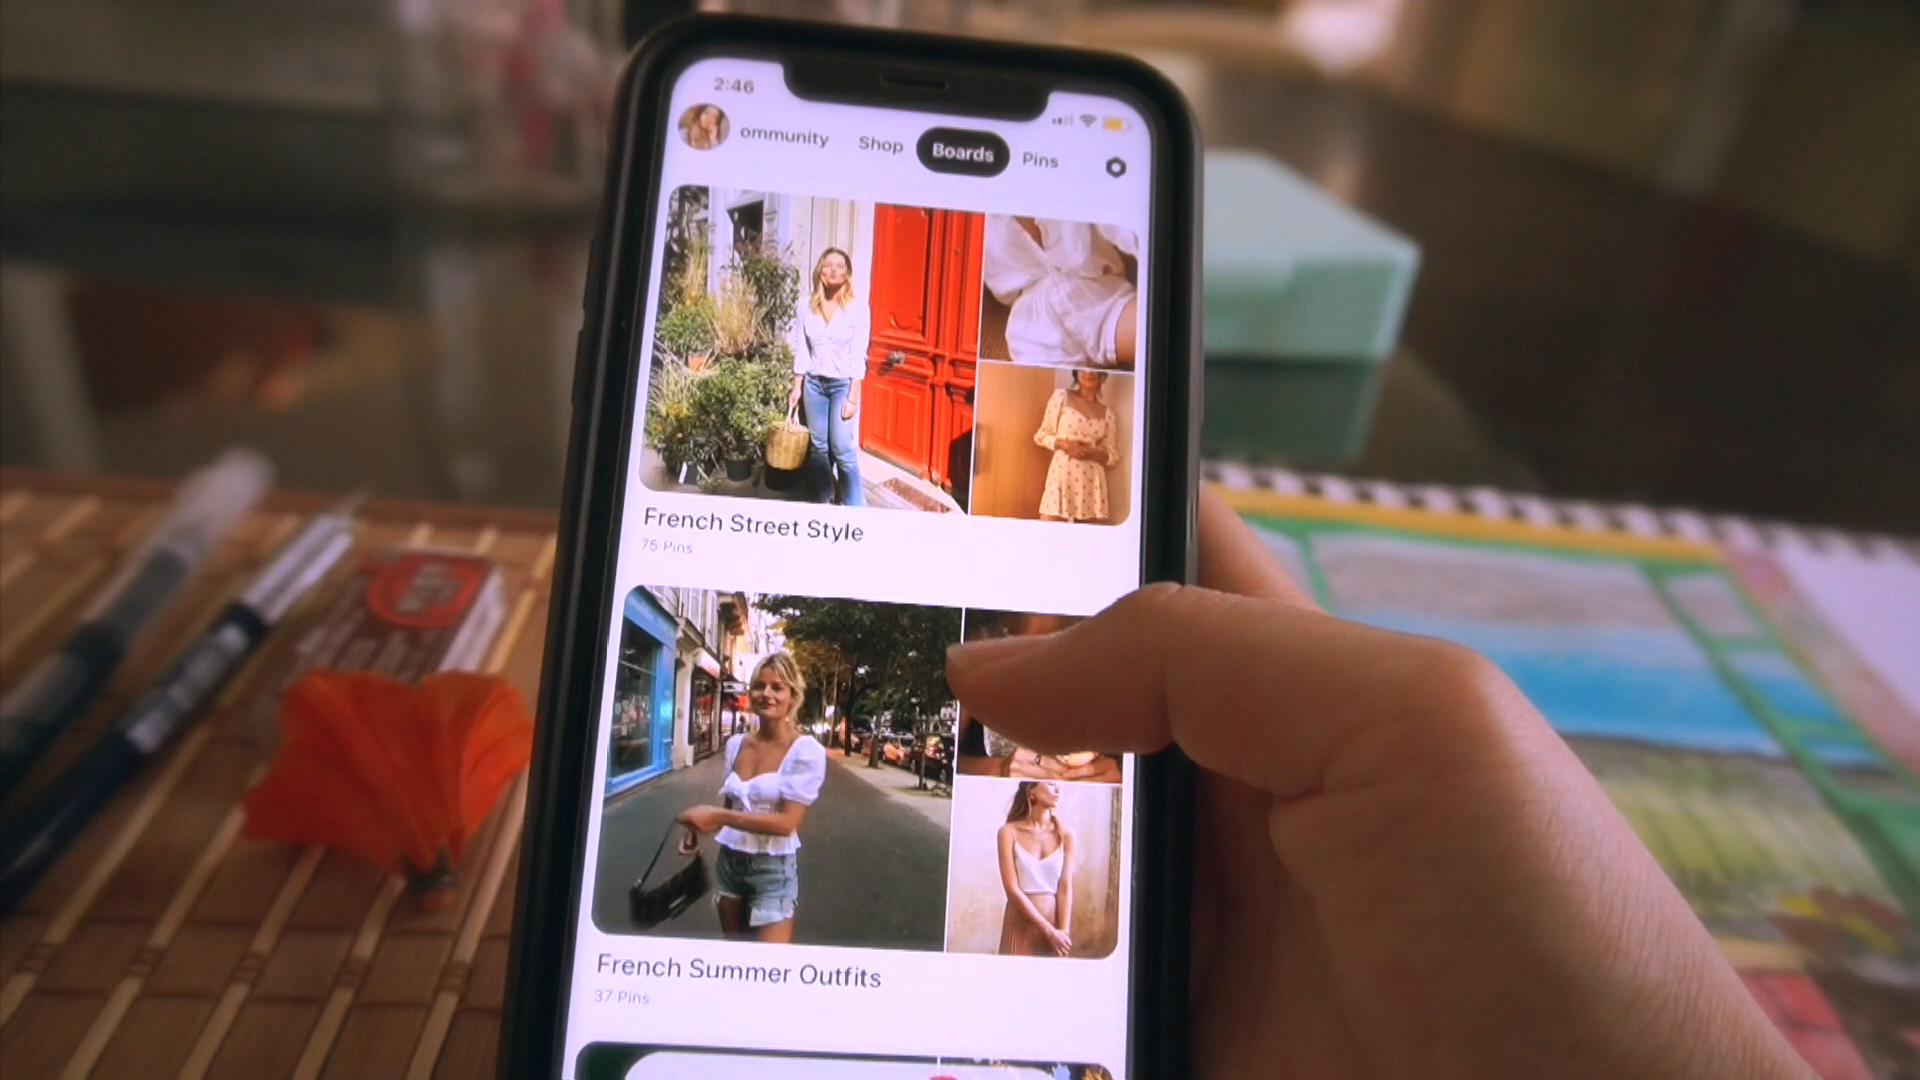 2:46
ommunity Shop Boards Pins
French Street Style
75 Pins
French Summer Outfits
37 Pins